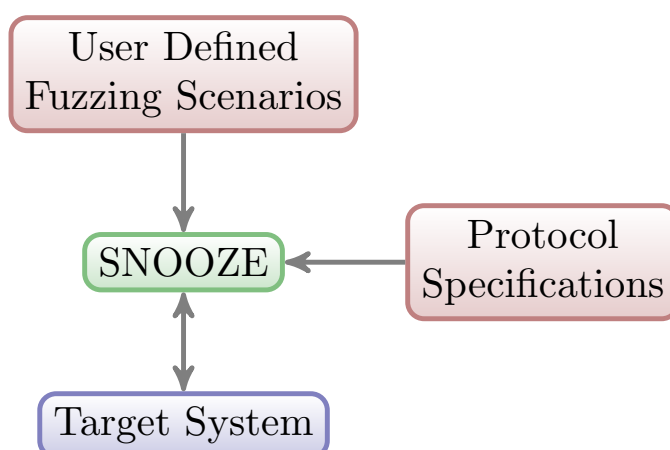 User Defined
Fuzzing Scenarios
SNOOZE
Protocol
Specifications
Target System